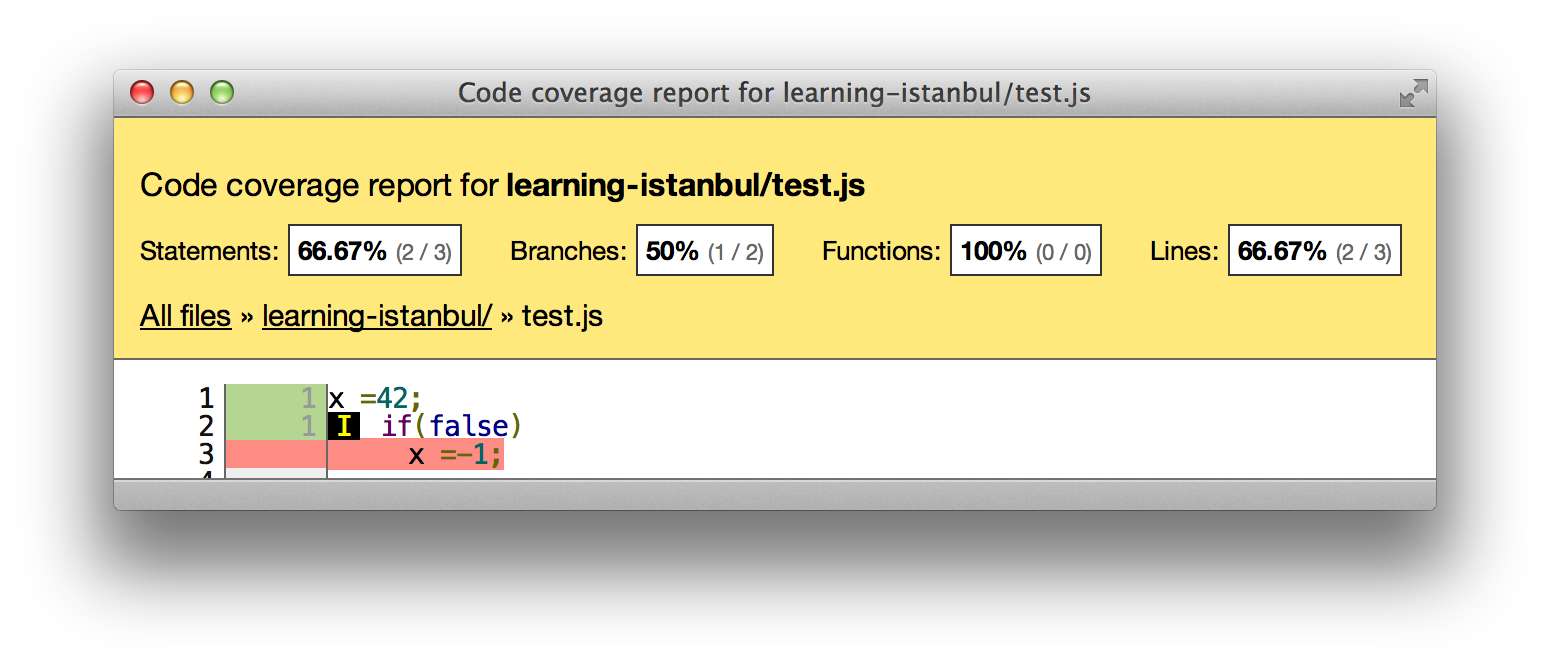 Code coverage report for learning-istanbul/test.js
Code coverage report for learning-istanbul/test.js
Statements: 66.67% (2 / 3) Branches: 50% (1 / 2) Functions: 100% (0 / 0) Lines: 66.67% (2 / 3)
All files » learning-istanbul/ » test.js
1 1 x =42;
2 1 I if(false)
3 x =-1;